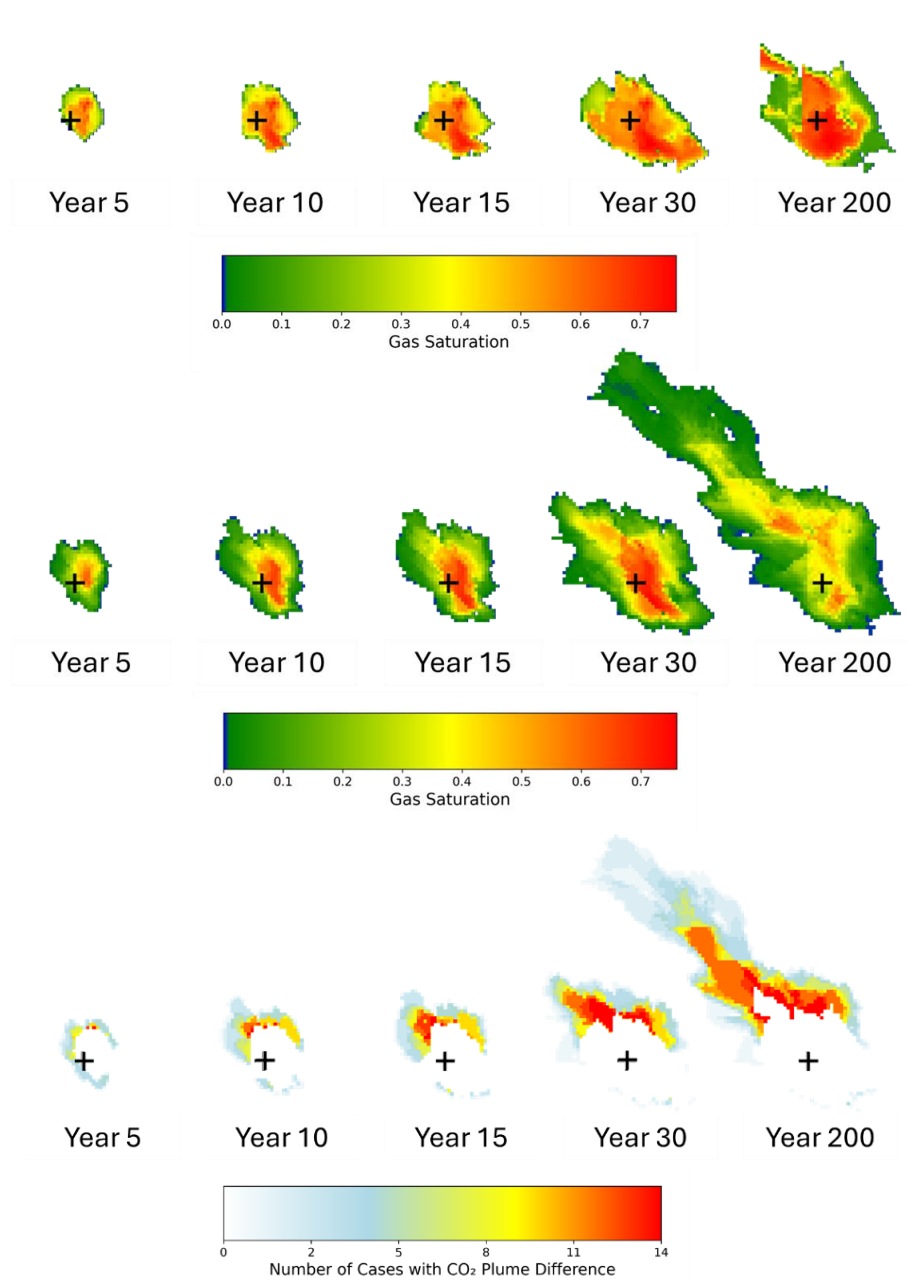 Year 5 Year 10 Year 15 Year 30 Year 200
0.0 0.1 0.2 0.3 0.4 0.5 0.6 0.7
Gas Saturation
Year 5 Year 10 Year 15 Year 30 Year 200
0.0 0.1 0.2 0.3 0.4 0.5 0.6 0.7
Gas Saturation
Year 5 Year 10 Year 15 Year 30 Year 200
0 2 5 8 11 14
Number of Cases with CO₂ Plume Difference